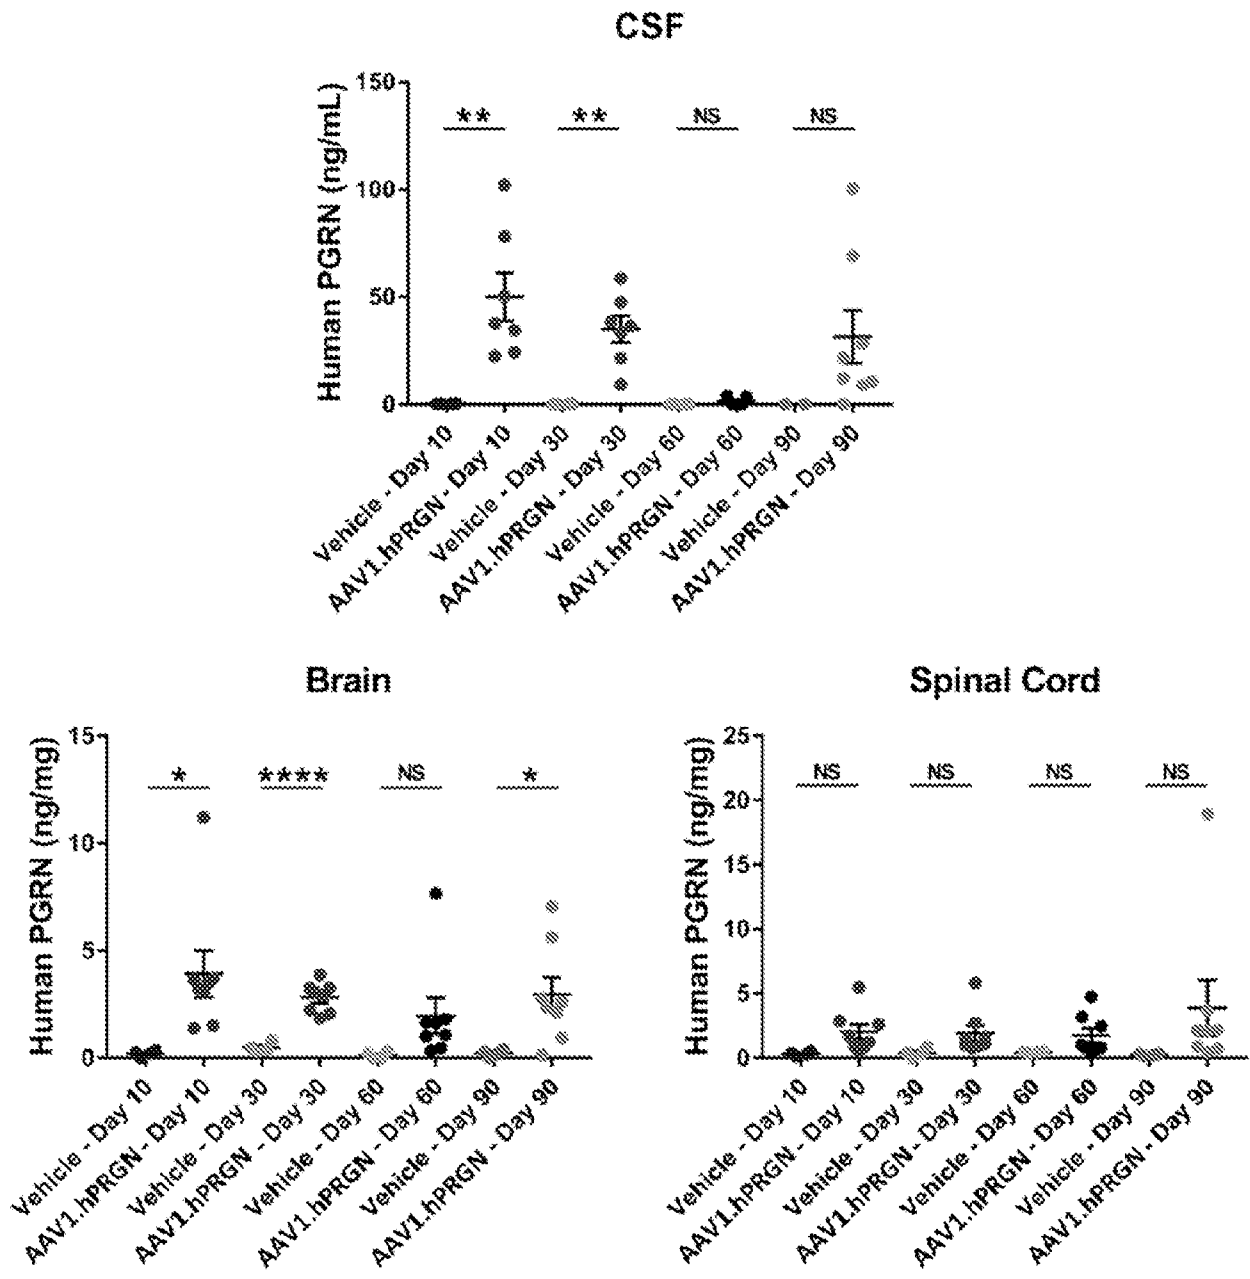 CSF
Human PGRN (ng/mL)
150
100
50
0
**
**
NS
NS
Vehicle - Day 10
AAV1.hPRGN - Day 10
Vehicle - Day 30
AAV1.hPRGN - Day 30
Vehicle - Day 60
AAV1.hPRGN - Day 60
Vehicle - Day 90
AAV1.hPRGN - Day 90
Brain
Human PGRN (ng/mg)
15
10
5
0
*
****
NS
*
Vehicle - Day 10
AAV1.hPRGN - Day 10
Vehicle - Day 30
AAV1.hPRGN - Day 30
Vehicle - Day 60
AAV1.hPRGN - Day 60
Vehicle - Day 90
AAV1.hPRGN - Day 90
Spinal Cord
Human PGRN (ng/mg)
25
20
15
10
5
0
NS
NS
NS
NS
Vehicle - Day 10
AAV1.hPRGN - Day 10
Vehicle - Day 30
AAV1.hPRGN - Day 30
Vehicle - Day 60
AAV1.hPRGN - Day 60
Vehicle - Day 90
AAV1.hPRGN - Day 90